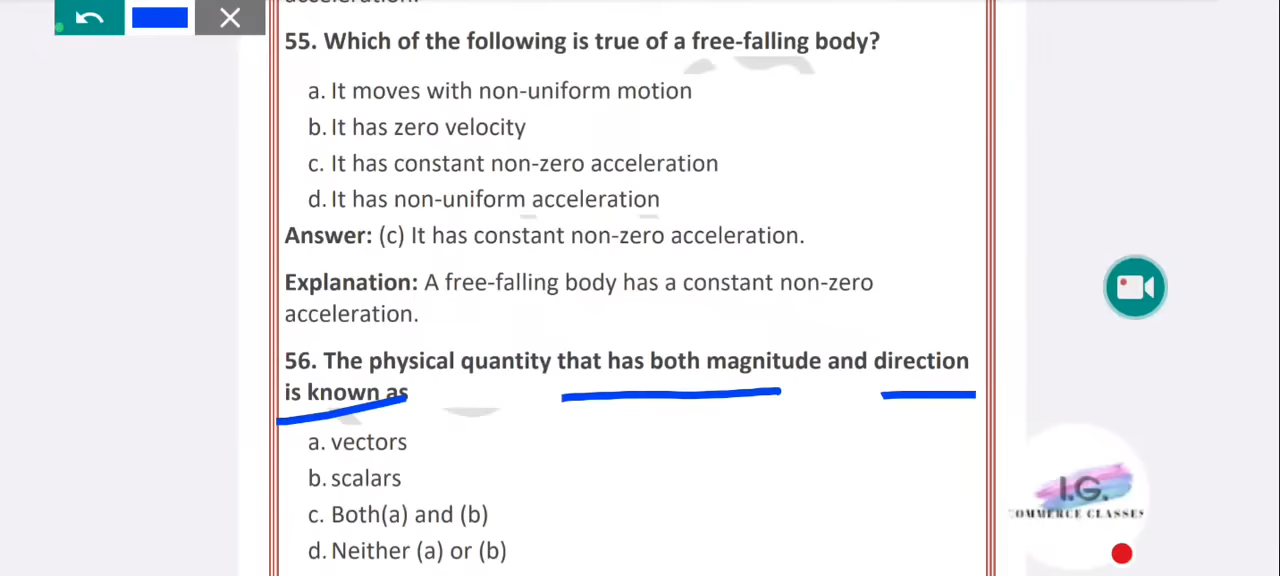 acceleration.
55. Which of the following is true of a free-falling body?
a. It moves with non-uniform motion
b. It has zero velocity
c. It has constant non-zero acceleration
d. It has non-uniform acceleration
Answer: (c) It has constant non-zero acceleration.
Explanation: A free-falling body has a constant non-zero
acceleration.
56. The physical quantity that has both magnitude and direction
is known as
a. vectors
b. scalars
c. Both(a) and (b)
d. Neither (a) or (b)
I.G.
COMMERCE CLASSES